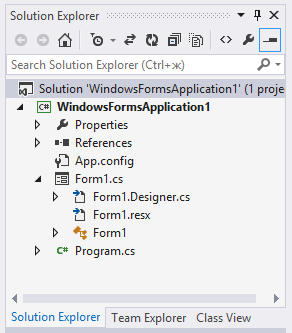 Solution Explorer
Search Solution Explorer (Ctrl+ж)
Solution 'WindowsFormsApplication1' (1 proje
C# WindowsFormsApplication1
Properties
References
App.config
Form1.cs
Form1.Designer.cs
Form1.resx
Form1
C# Program.cs
Solution Explorer Team Explorer Class View